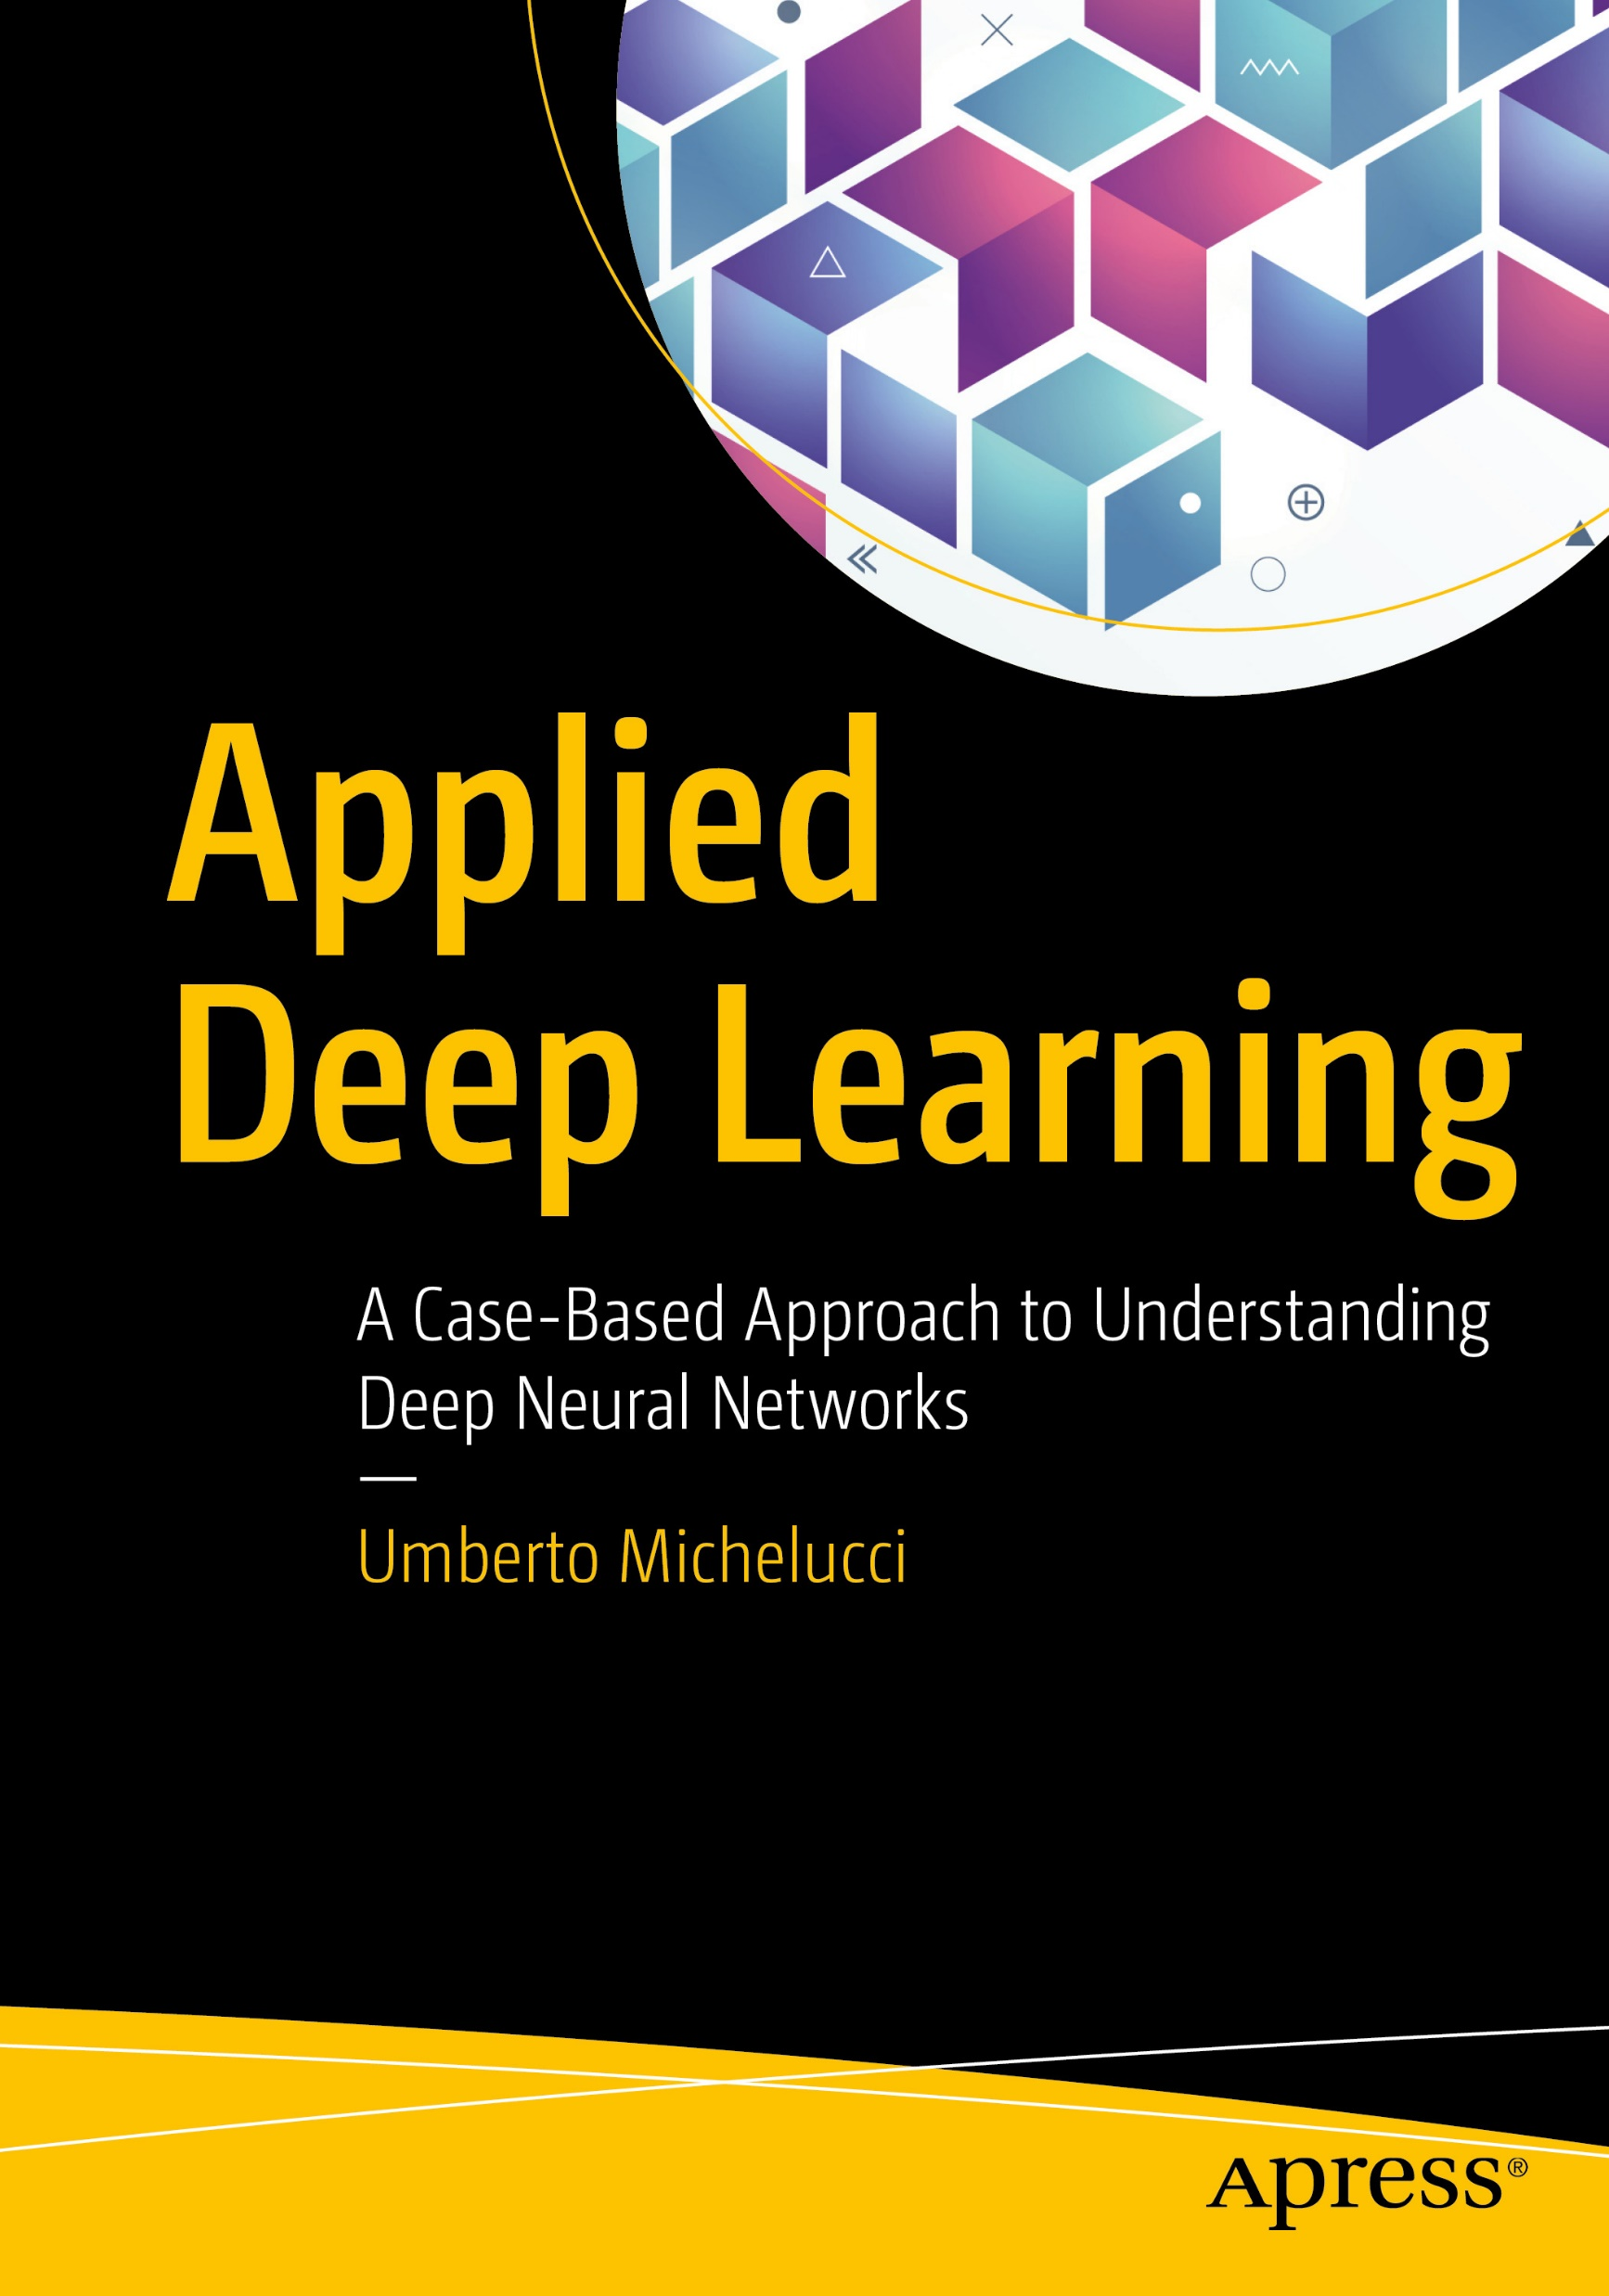 Applied
Deep Learning
A Case-Based Approach to Understanding
Deep Neural Networks
—
Umberto Michelucci
Apress®